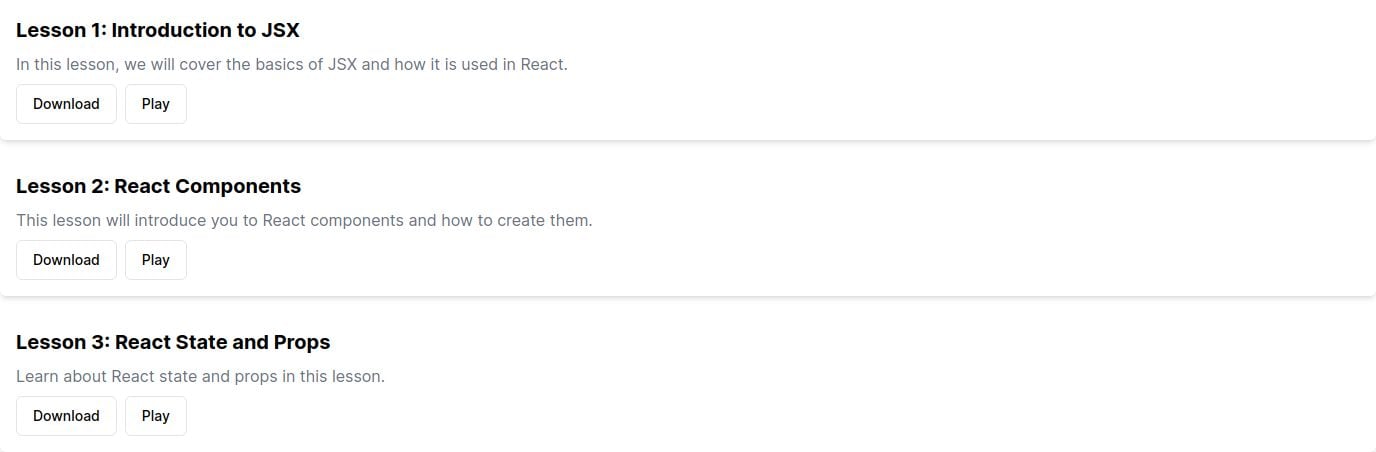 Lesson 1: Introduction to JSX
In this lesson, we will cover the basics of JSX and how it is used in React.
Download Play
Lesson 2: React Components
This lesson will introduce you to React components and how to create them.
Download Play
Lesson 3: React State and Props
Learn about React state and props in this lesson.
Download Play